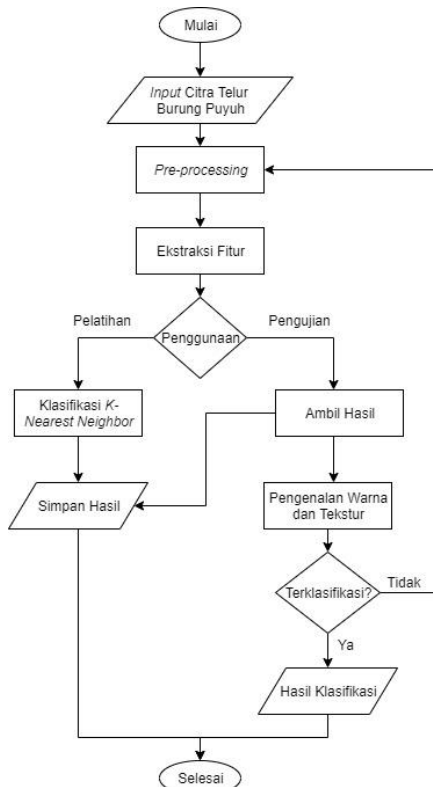 Mulai
Input Citra Telur
Burung Puyuh
Pre-processing
Ekstraksi Fitur
Pelatihan
Penggunaan
Pengujian
Klasifikasi K-
Nearest Neighbor
Ambil Hasil
Simpan Hasil
Pengenalan Warna
dan Tekstur
Terklasifikasi?
Tidak
Ya
Hasil Klasifikasi
Selesai